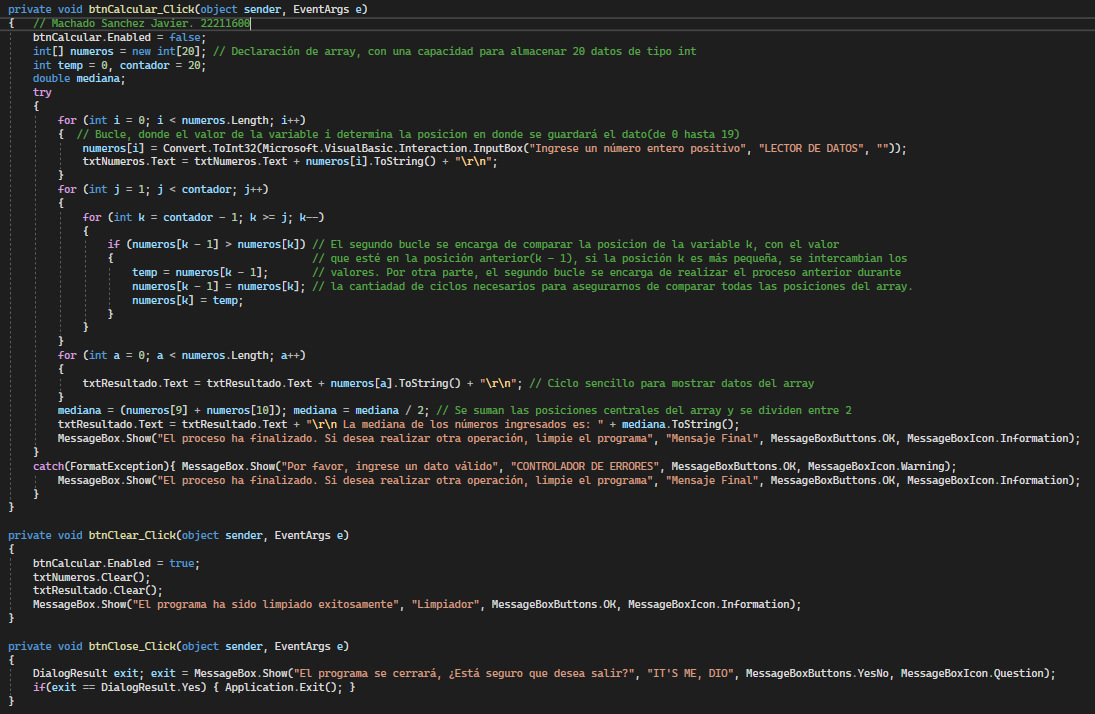 private void btnCalcular_Click(object sender, EventArgs e)
{   // Machado Sanchez Javier. 22211600
    btnCalcular.Enabled = false;
    int[] numeros = new int[20]; // Declaración de array, con una capacidad para almacenar 20 datos de tipo int
    int temp = 0, contador = 20;
    double mediana;
    try
    {
        for (int i = 0; i < numeros.Length; i++)
        {  // Bucle, donde el valor de la variable i determina la posicion en donde se guardará el dato(de 0 hasta 19)
            numeros[i] = Convert.ToInt32(Microsoft.VisualBasic.Interaction.InputBox("Ingrese un número entero positivo", "LECTOR DE DATOS", ""));
            txtNumeros.Text = txtNumeros.Text + numeros[i].ToString() + "\r\n";
        }
        for (int j = 1; j < contador; j++)
        {
            for (int k = contador - 1; k >= j; k--)
            {
                if (numeros[k - 1] > numeros[k]) // El segundo bucle se encarga de comparar la posicion de la variable k, con el valor
                {                                // que esté en la posición anterior(k - 1), si la posición k es más pequeña, se intercambian los
                    temp = numeros[k - 1];       // valores. Por otra parte, el segundo bucle se encarga de realizar el proceso anterior durante
                    numeros[k - 1] = numeros[k]; // la cantiadad de ciclos necesarios para asegurarnos de comparar todas las posiciones del array.
                    numeros[k] = temp;
                }
            }
        }
        for (int a = 0; a < numeros.Length; a++)
        {
            txtResultado.Text = txtResultado.Text + numeros[a].ToString() + "\r\n"; // Ciclo sencillo para mostrar datos del array
        }
        mediana = (numeros[9] + numeros[10]); mediana = mediana / 2; // Se suman las posiciones centrales del array y se dividen entre 2
        txtResultado.Text = txtResultado.Text + "\r\n La mediana de los números ingresados es: " + mediana.ToString();
        MessageBox.Show("El proceso ha finalizado. Si desea realizar otra operación, limpie el programa", "Mensaje Final", MessageBoxButtons.OK, MessageBoxIcon.Information);
    }
    catch(FormatException){ MessageBox.Show("Por favor, ingrese un dato válido", "CONTROLADOR DE ERRORES", MessageBoxButtons.OK, MessageBoxIcon.Warning);
        MessageBox.Show("El proceso ha finalizado. Si desea realizar otra operación, limpie el programa", "Mensaje Final", MessageBoxButtons.OK, MessageBoxIcon.Information);
    }
}

private void btnClear_Click(object sender, EventArgs e)
{
    btnCalcular.Enabled = true;
    txtNumeros.Clear();
    txtResultado.Clear();
    MessageBox.Show("El programa ha sido limpiado exitosamente", "Limpiador", MessageBoxButtons.OK, MessageBoxIcon.Information);
}

private void btnClose_Click(object sender, EventArgs e)
{
    DialogResult exit; exit = MessageBox.Show("El programa se cerrará, ¿Está seguro que desea salir?", "IT'S ME, DIO", MessageBoxButtons.YesNo, MessageBoxIcon.Question);
    if(exit == DialogResult.Yes) { Application.Exit(); }
}